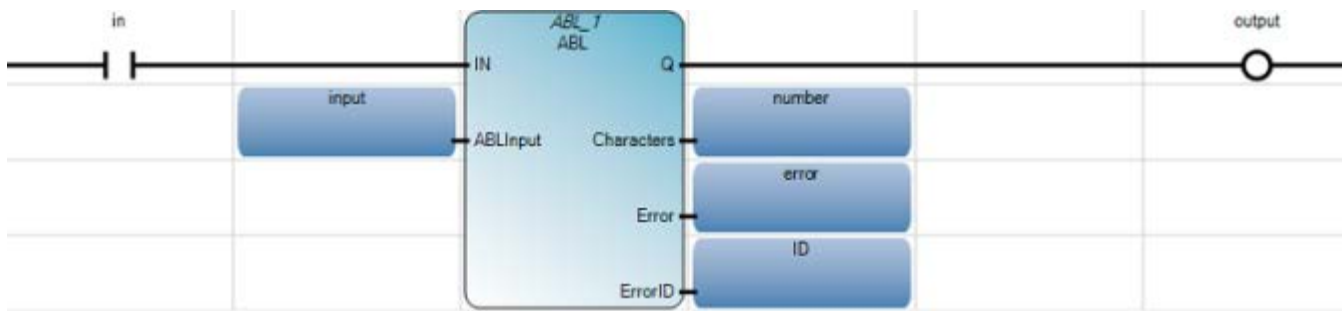 in
ABL_1
output
ABL
IN
Q
input
number
ABLInput
Characters
error
Error
ID
ErrorID